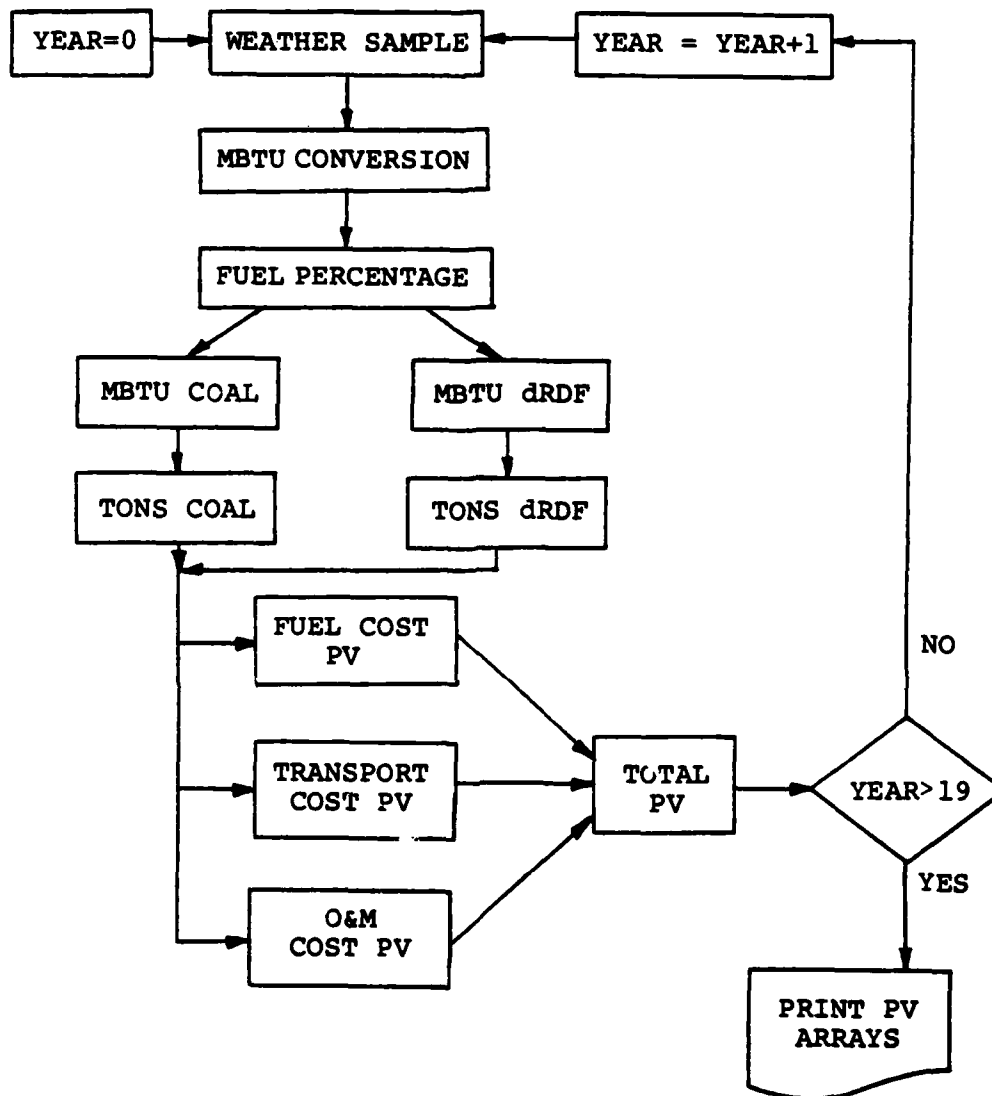 YEAR=0
WEATHER SAMPLE
YEAR = YEAR+1
MBTU CONVERSION
FUEL PERCENTAGE
MBTU COAL
MBTU dRDF
TONS COAL
TONS dRDF
FUEL COST
PV
NO
TRANSPORT
COST PV
TOTAL
PV
YEAR>19
YES
O&M
COST PV
PRINT PV
ARRAYS